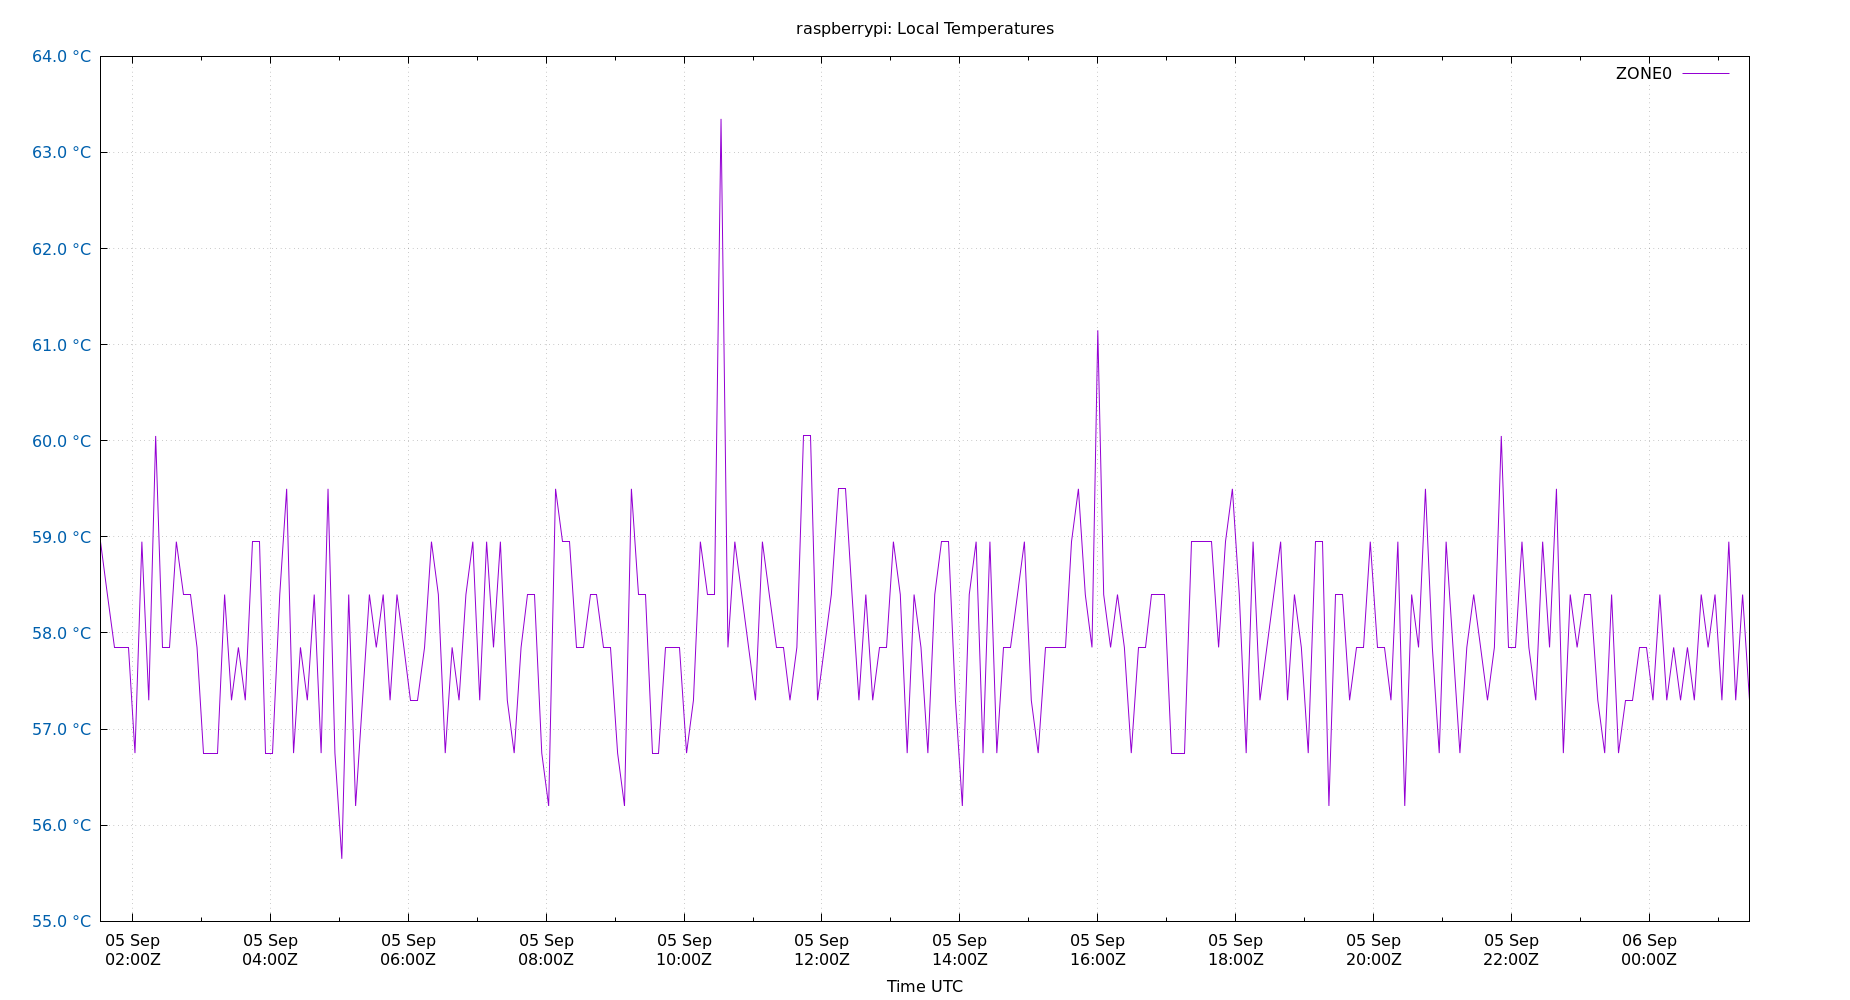 raspberrypi: Local Temperatures
64.0 °C
ZONE0
63.0 °C
62.0 °C
61.0 °C
60.0 °C
59.0 °C
58.0 °C
57.0 °C
56.0 °C
55.0 °C
05 Sep 05 Sep 05 Sep 05 Sep 05 Sep 05 Sep 05 Sep 05 Sep 05 Sep 05 Sep 05 Sep 06 Sep
02:00Z 04:00Z 06:00Z 08:00Z 10:00Z 12:00Z 14:00Z 16:00Z 18:00Z 20:00Z 22:00Z 00:00Z
Time UTC